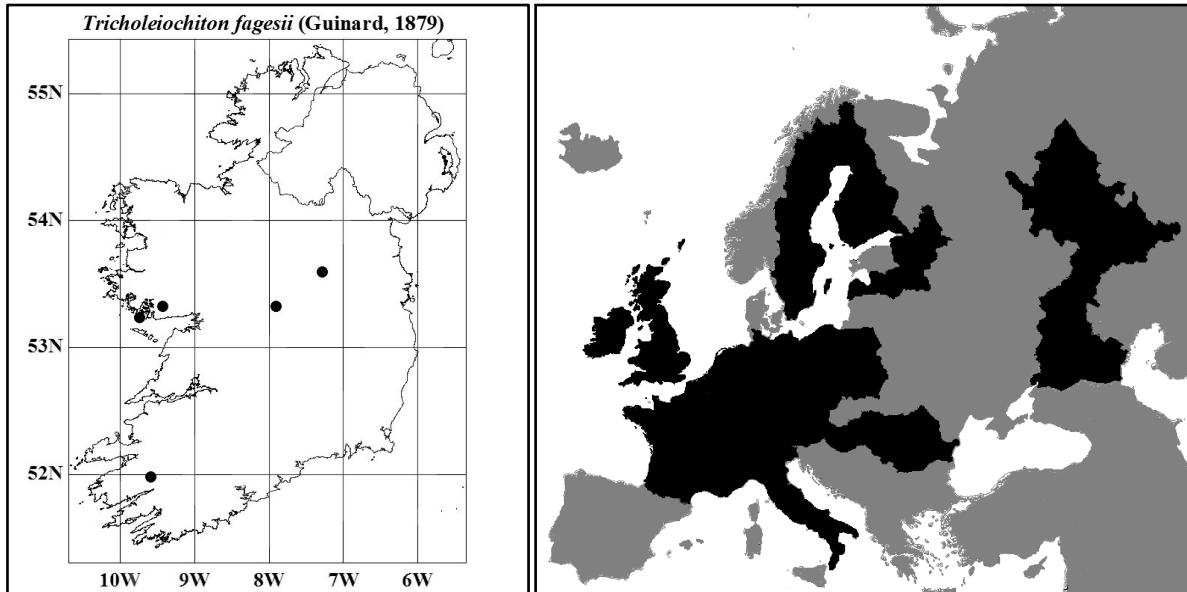 Tricholeiochiton fagesii (Guinard, 1879)
55N
54N
53N
52N
10W 9W 8W 7W 6W